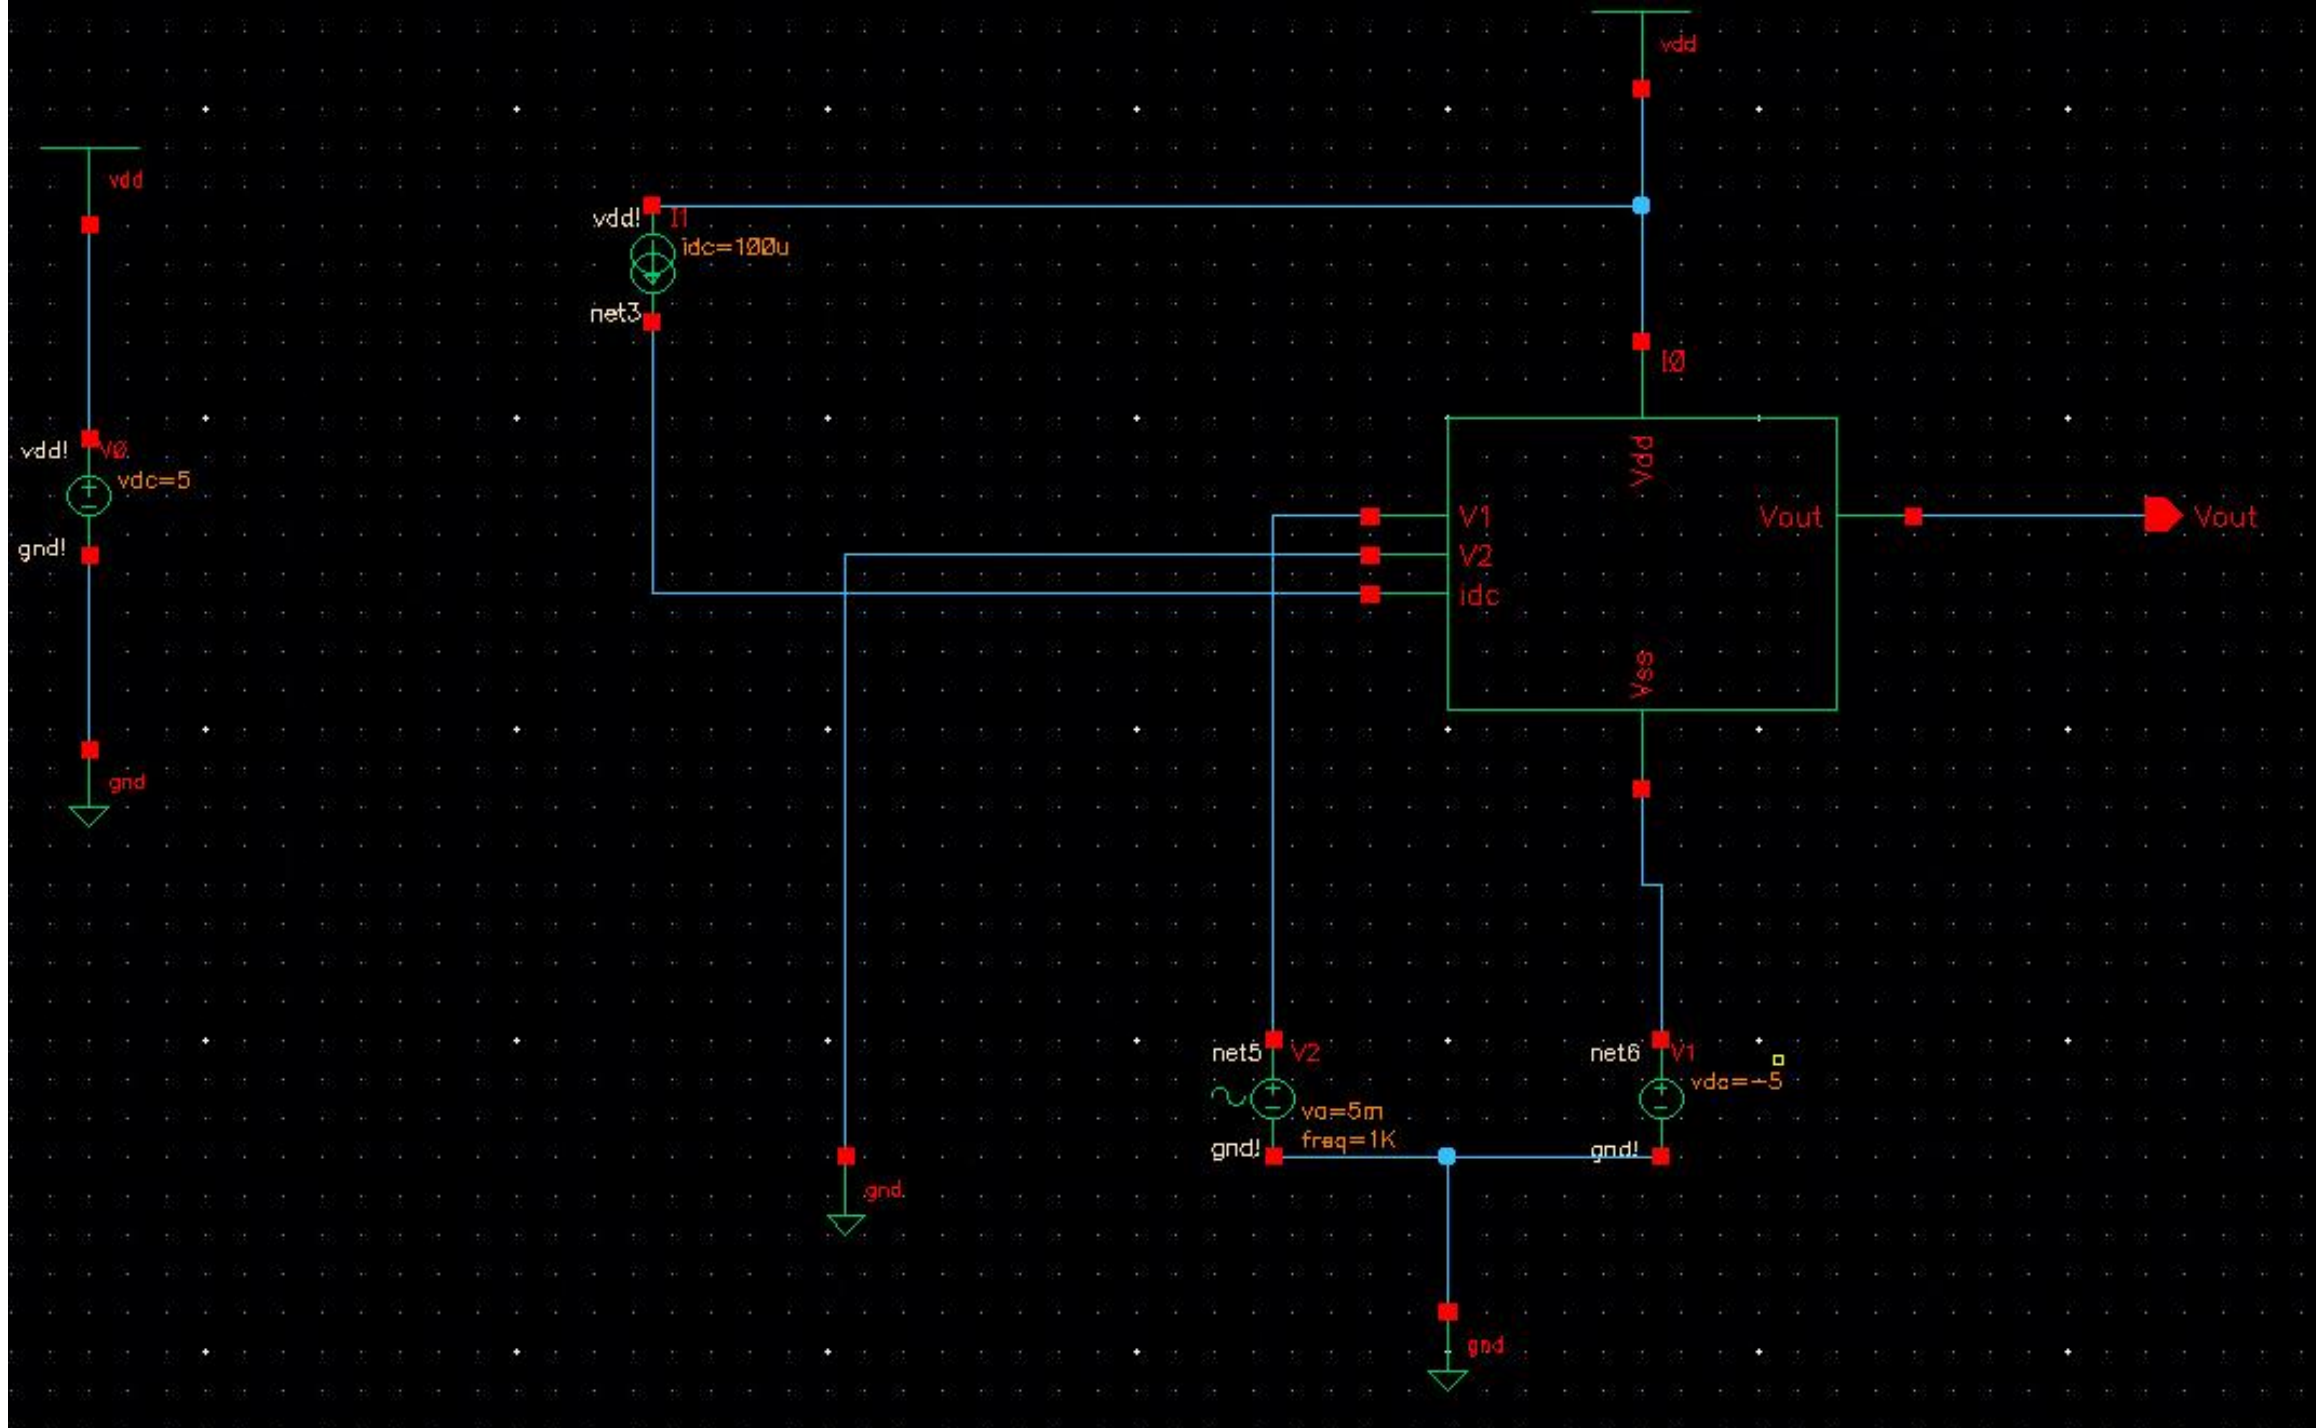 vdd
vdd
vdd!
I1
idc=100u
net3
I0
vdd!
V0
vdc=5
gnd!
Vdd
V1
Vout
Vout
V2
idc
Vss
gnd
net5
V2
net6
V1
vdc=-5
va=5m
freq=1K
gnd!
gnd!
gnd
gnd